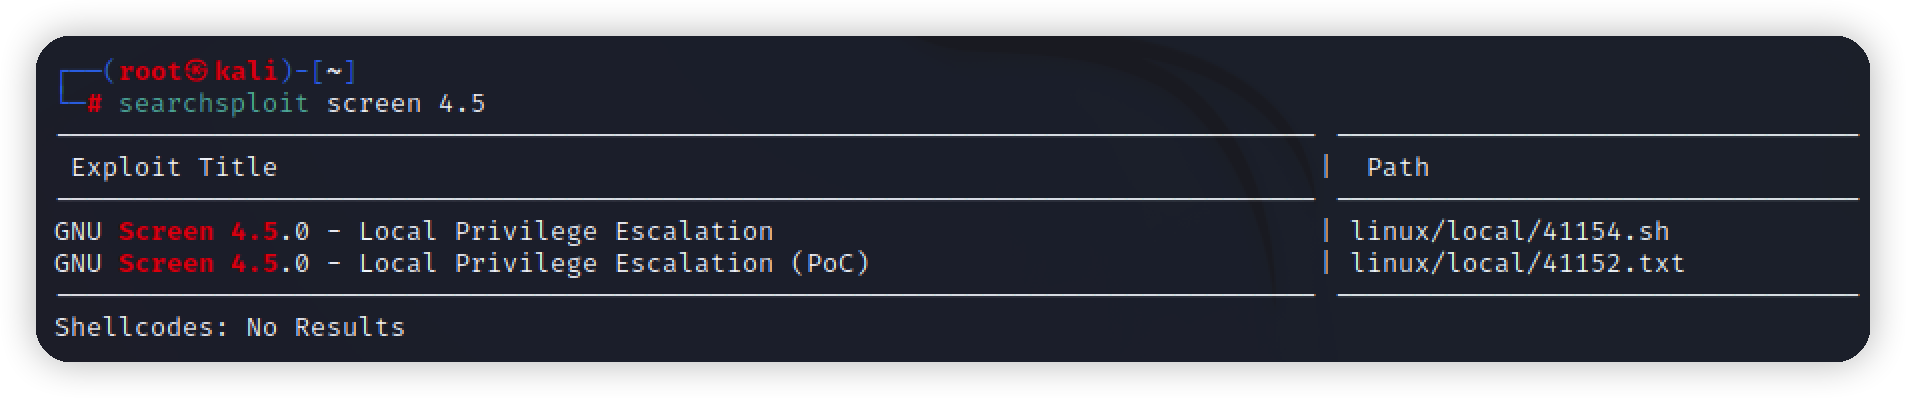 ┌──(root㉿kali)-[~]
└─# searchsploit screen 4.5
Exploit Title | Path
GNU Screen 4.5.0 - Local Privilege Escalation | linux/local/41154.sh
GNU Screen 4.5.0 - Local Privilege Escalation (PoC) | linux/local/41152.txt
Shellcodes: No Results